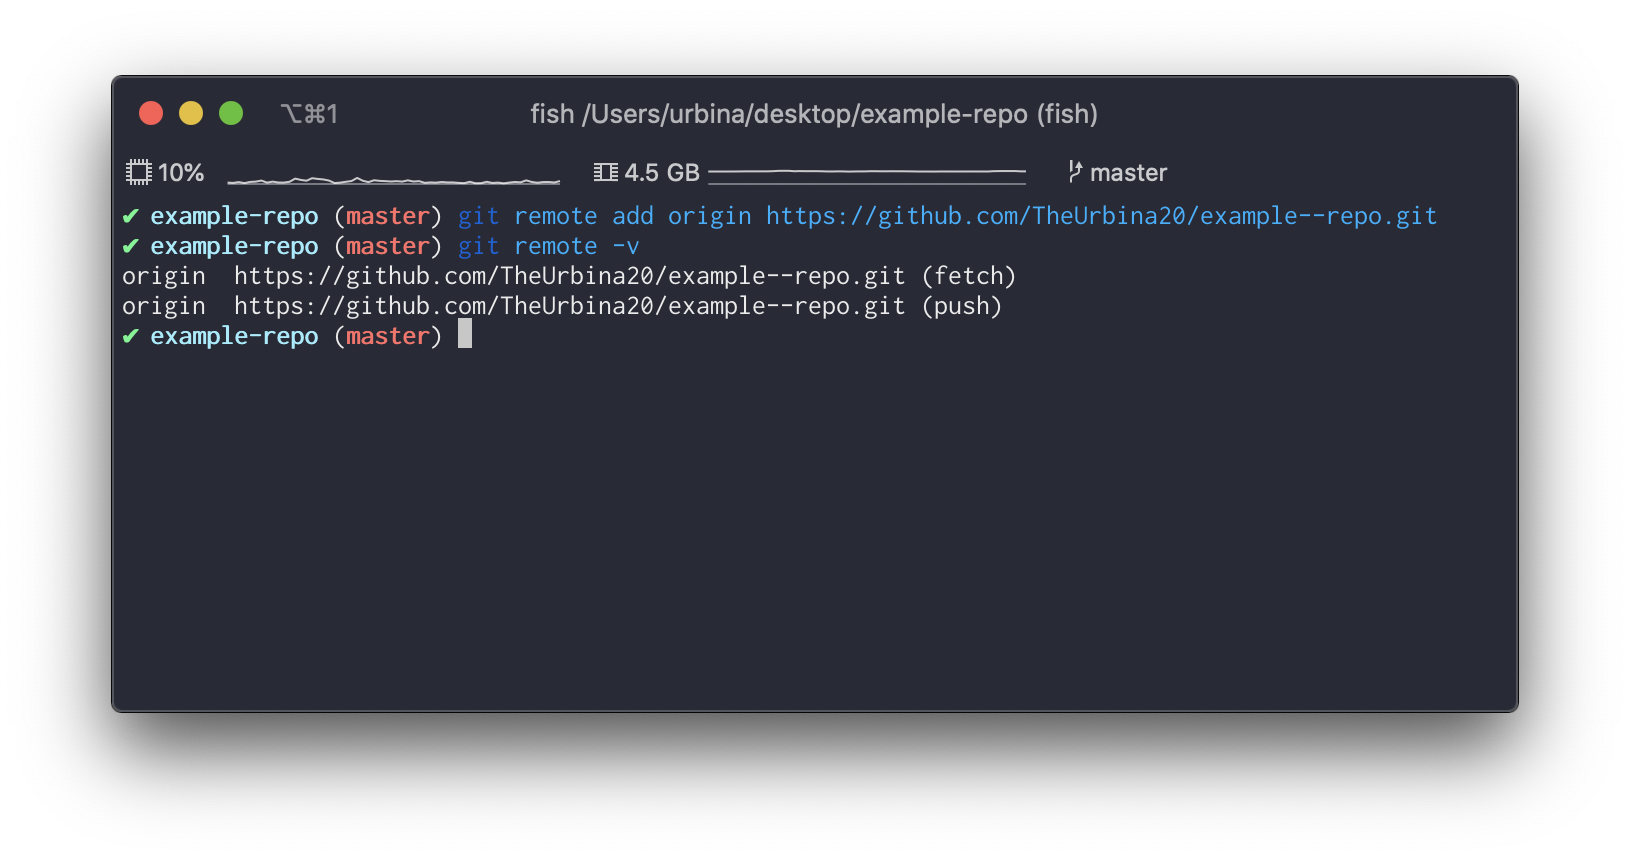 ⌥⌘1 fish /Users/urbina/desktop/example-repo (fish)
10% 4.5 GB master
✔ example-repo (master) git remote add origin https://github.com/TheUrbina20/example--repo.git
✔ example-repo (master) git remote -v
origin  https://github.com/TheUrbina20/example--repo.git (fetch)
origin  https://github.com/TheUrbina20/example--repo.git (push)
✔ example-repo (master)